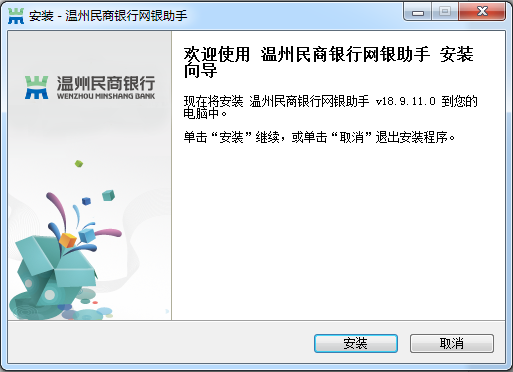 安装 - 温州民商银行网银助手
温州民商银行
WENZHOU MINSHANG BANK
欢迎使用 温州民商银行网银助手 安装
向导
现在将安装 温州民商银行网银助手 v18.9.11.0 到您的
电脑中。
单击“安装”继续，或单击“取消”退出安装程序。
安装
取消